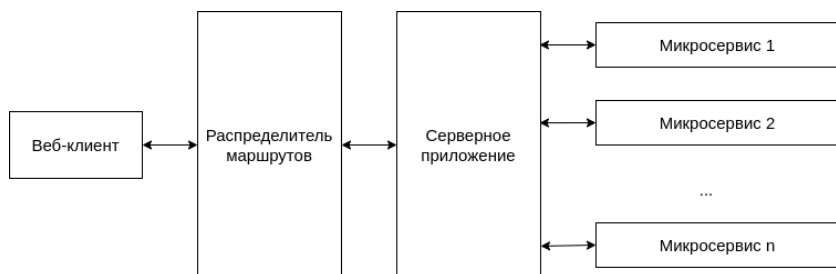 Веб-клиент
Распределитель
маршрутов
Серверное
приложение
Микросервис 1
Микросервис 2
...
Микросервис n